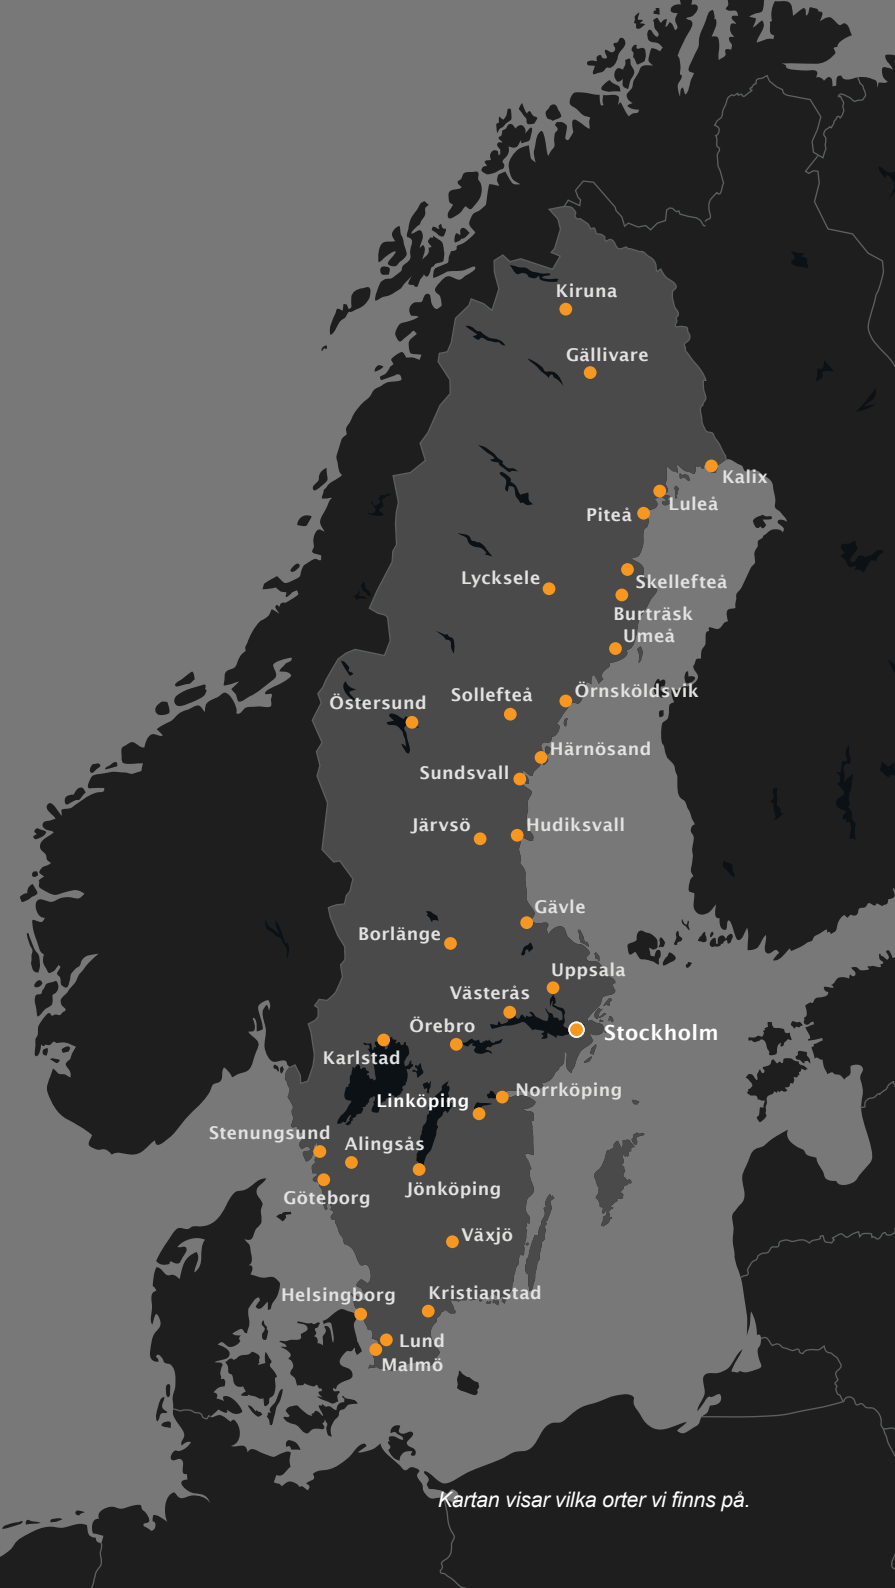 Kiruna
Gällivare
Kalix
Luleå
Piteå
Lycksele
Skellefteå
Burträsk
Umeå
Örnsköldsvik
Sollefteå
Östersund
Härnösand
Sundsvall
Järvsö
Hudiksvall
Gävle
Borlänge
Uppsala
Västerås
Örebro
Stockholm
Karlstad
Norrköping
Linköping
Stenungsund
Alingsås
Jönköping
Göteborg
Växjö
Kristianstad
Helsingborg
Lund
Malmö
Kartan visar vilka orter vi finns på.